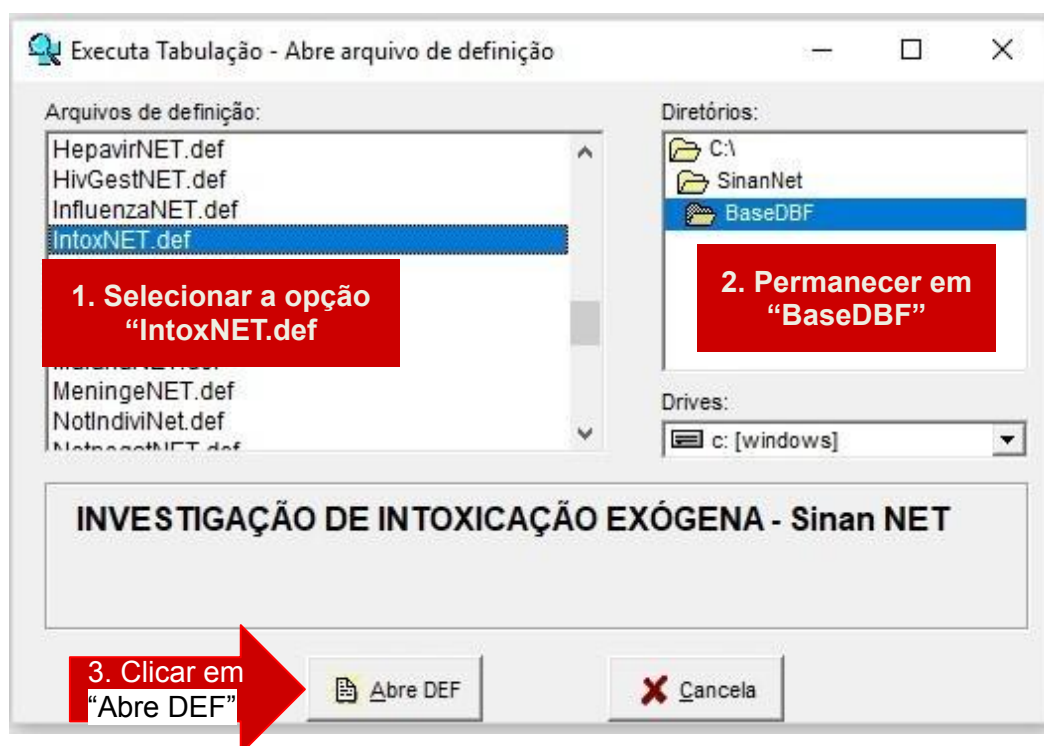 Executa Tabulação - Abre arquivo de definição
Arquivos de definição:
HepavirNET.def
HivGestNET.def
InfluenzaNET.def
IntoxNET.def
1. Selecionar a opção
“IntoxNET.def
MeningeNET.def
NotIndiviNet.def
Diretórios:
C:\
SinanNet
BaseDBF
2. Permanecer em
“BaseDBF”
Drives:
c: [windows]
INVESTIGAÇÃO DE INTOXICAÇÃO EXÓGENA - Sinan NET
3. Clicar em
“Abre DEF”
Abre DEF
Cancela